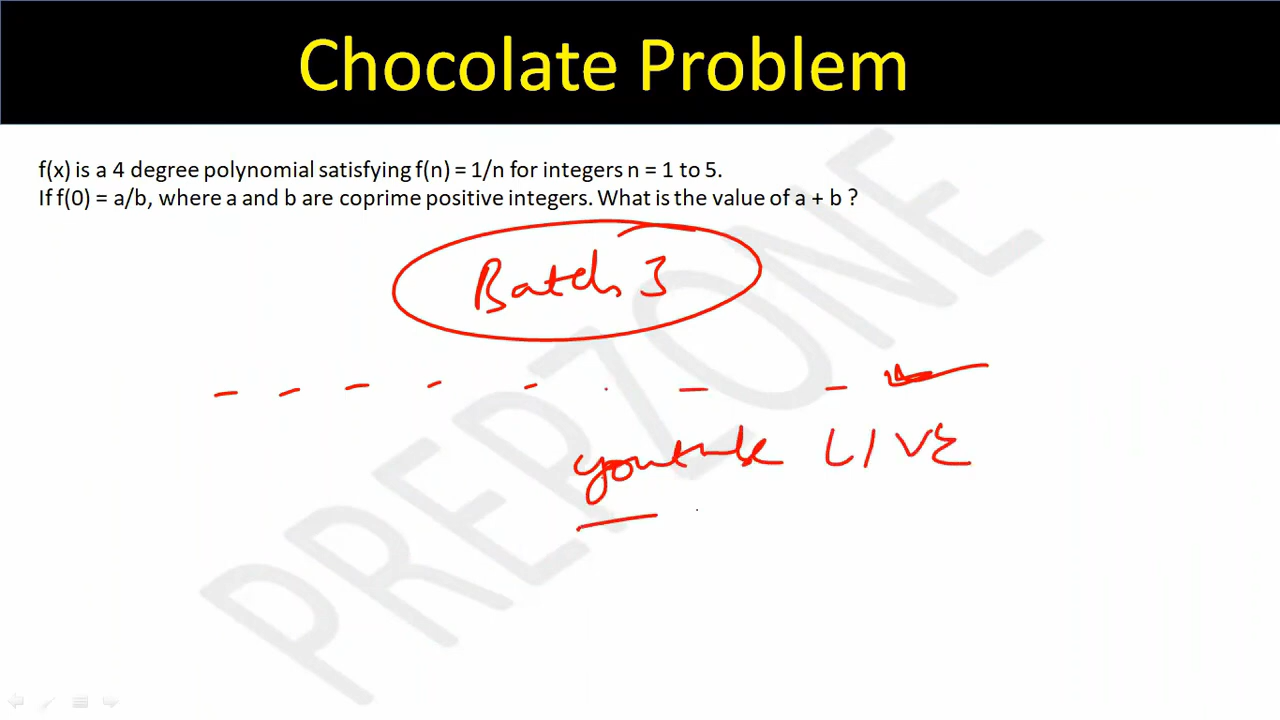 Chocolate Problem
f(x) is a 4 degree polynomial satisfying f(n) = 1/n for integers n = 1 to 5.
If f(0) = a/b, where a and b are coprime positive integers. What is the value of a + b ?
Batch 3
youtube LIVE
PREPZONE